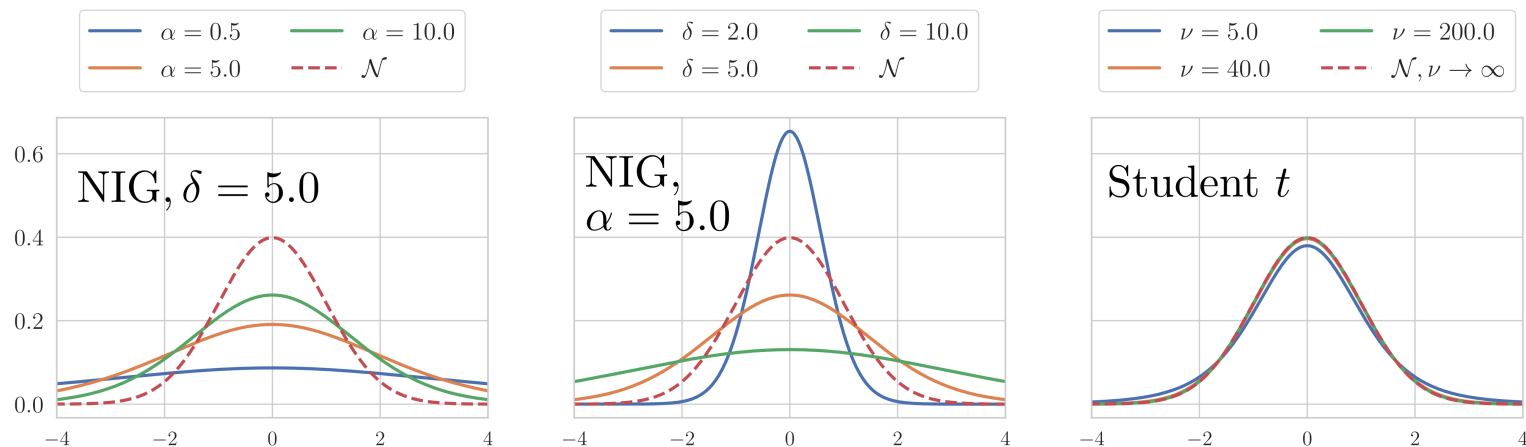 α = 0.5 α = 10.0
α = 5.0 𝒩
δ = 2.0 δ = 10.0
δ = 5.0 𝒩
ν = 5.0 ν = 200.0
ν = 40.0 𝒩, ν → ∞
0.6
0.4
0.2
0.0
NIG, δ = 5.0
−4 −2 0 2 4
NIG,
α = 5.0
−4 −2 0 2 4
Student t
−4 −2 0 2 4